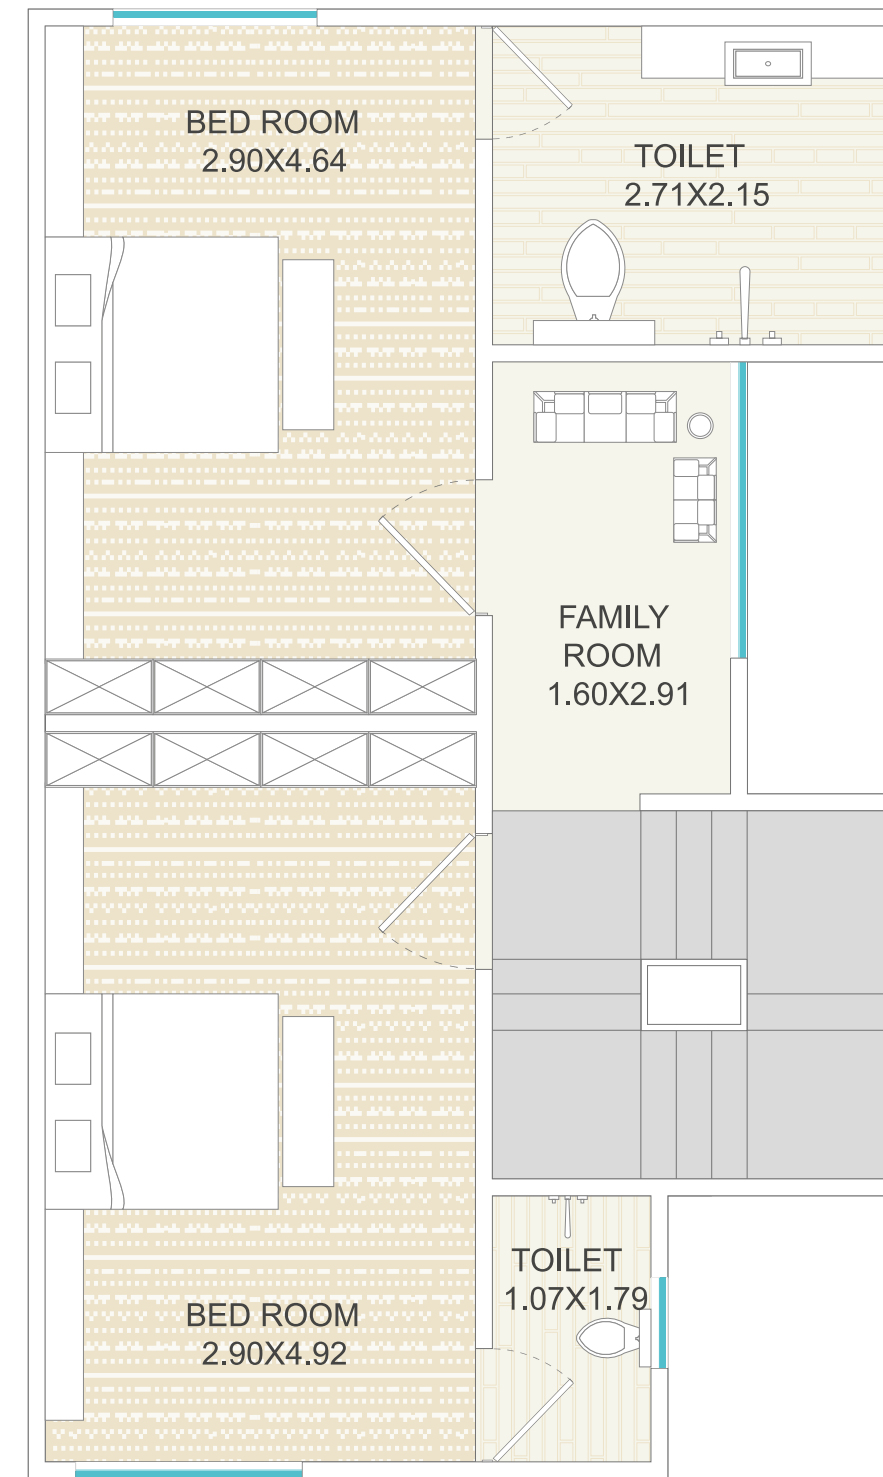 BED ROOM
2.90X4.64
TOILET
2.71X2.15
FAMILY
ROOM
1.60X2.91
TOILET
1.07X1.79
BED ROOM
2.90X4.92